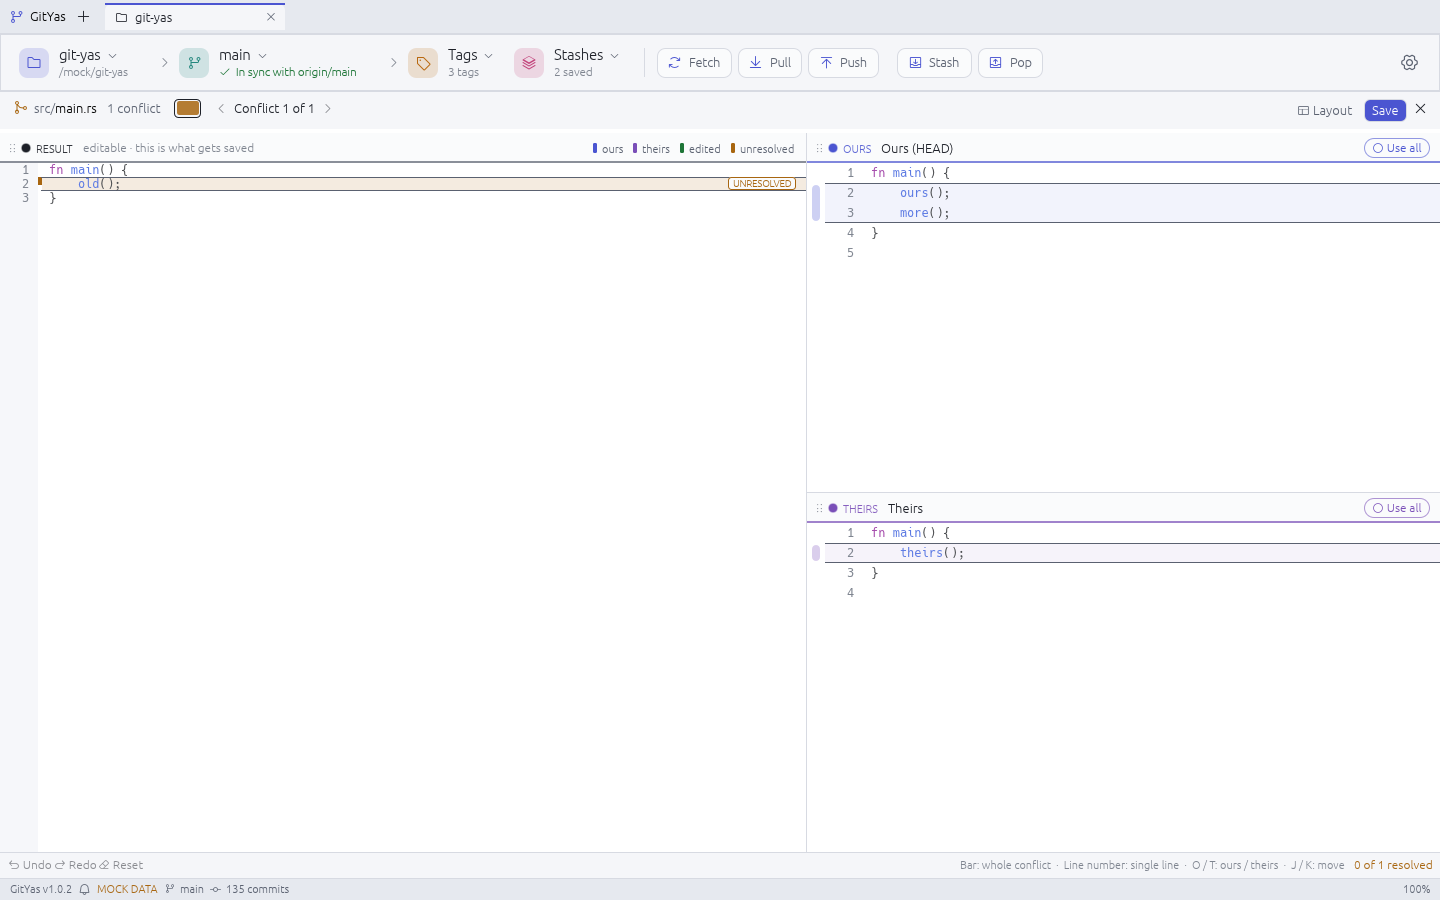 GitYas
git-yas
git-yas
/mock/git-yas
main
In sync with origin/main
Tags
3 tags
Stashes
2 saved
Fetch
Pull
Push
Stash
Pop
src/main.rs 1 conflict
Conflict 1 of 1
Layout
Save
RESULT editable · this is what gets saved
ours theirs edited unresolved
1 fn main() {
2     old();
UNRESOLVED
3 }
OURS Ours (HEAD)
Use all
1 fn main() {
2     ours();
3     more();
4 }
5
THEIRS Theirs
Use all
1 fn main() {
2     theirs();
3 }
4
Undo Redo Reset
Bar: whole conflict · Line number: single line · O / T: ours / theirs · J / K: move 0 of 1 resolved
GitYas v1.0.2 MOCK DATA main 135 commits
100%